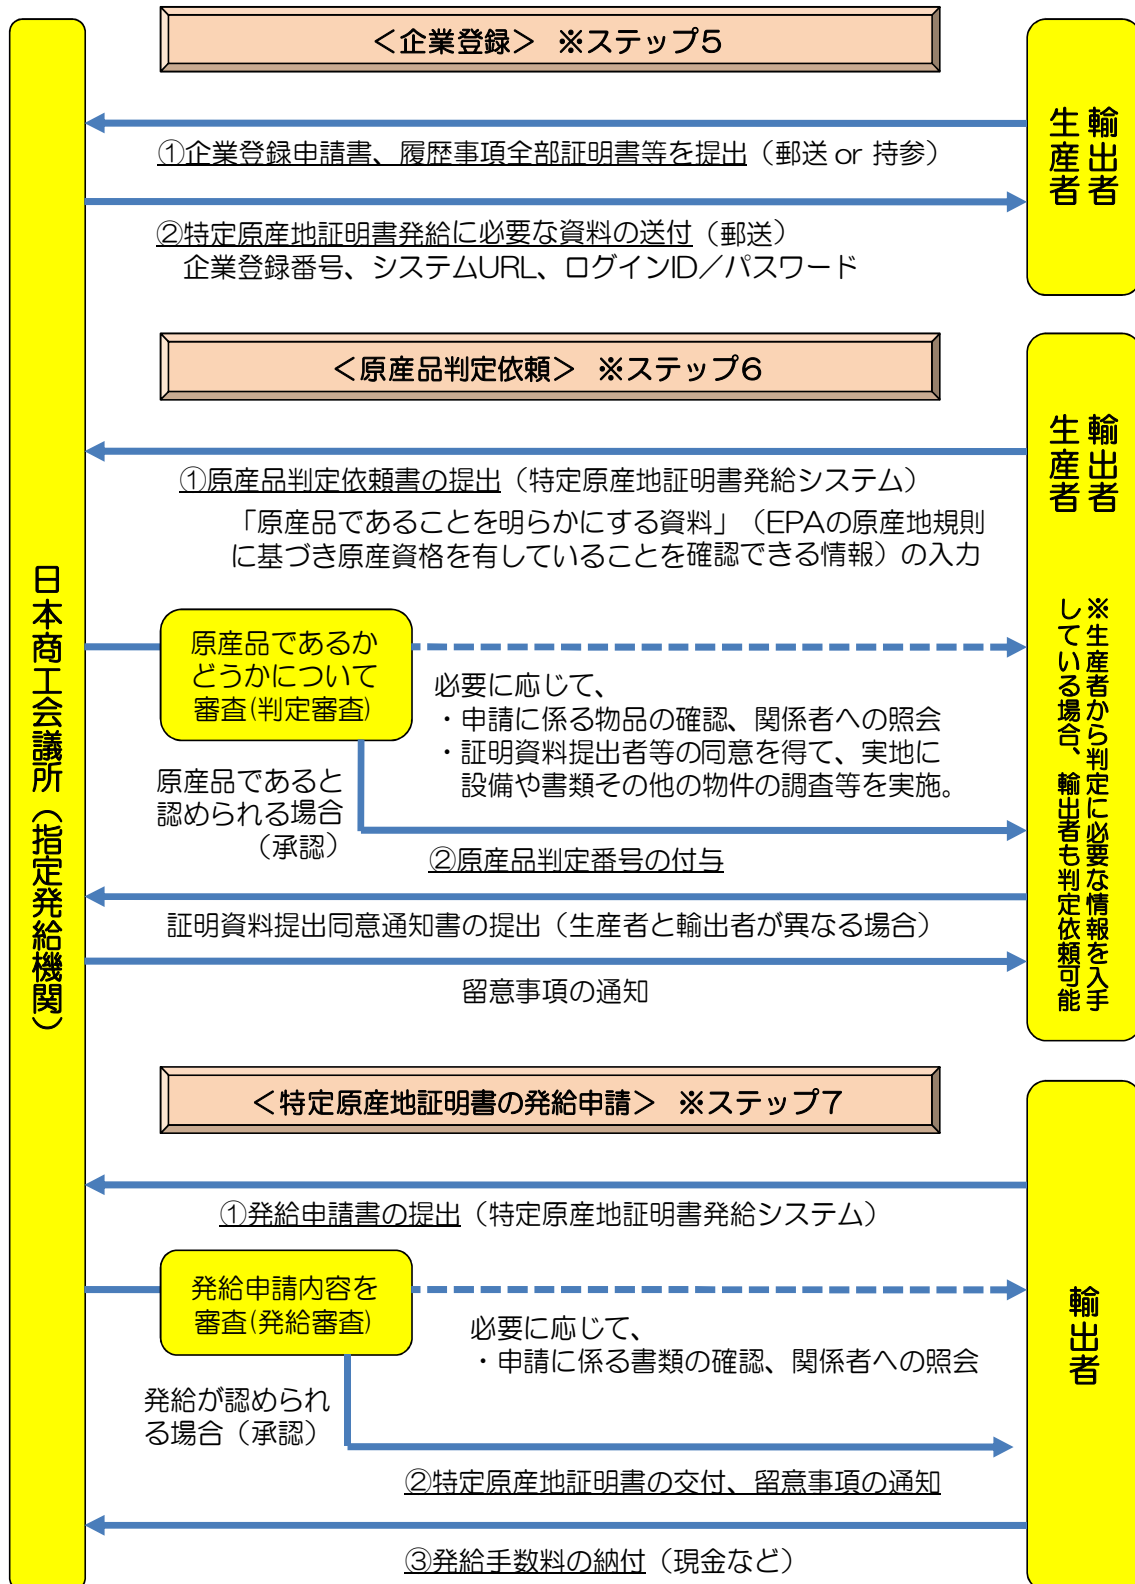 ＜企業登録＞ ※ステップ5
①企業登録申請書、履歴事項全部証明書等を提出（郵送 or 持参）
②特定原産地証明書発給に必要な資料の送付（郵送）
企業登録番号、システムURL、ログインID／パスワード
輸出者
生産者
＜原産品判定依頼＞ ※ステップ6
①原産品判定依頼書の提出（特定原産地証明書発給システム）
「原産品であることを明らかにする資料」（EPAの原産地規則
に基づき原産資格を有していることを確認できる情報）の入力
原産品であるか
どうかについて
審査(判定審査)
必要に応じて、
・申請に係る物品の確認、関係者への照会
・証明資料提出者等の同意を得て、実地に
設備や書類その他の物件の調査等を実施。
原産品であると
認められる場合
（承認）
②原産品判定番号の付与
証明資料提出同意通知書の提出（生産者と輸出者が異なる場合）
留意事項の通知
輸出者
生産者
※生産者から判定に必要な情報を入手
している場合、輸出者も判定依頼可能
日本商工会議所（指定発給機関）
＜特定原産地証明書の発給申請＞ ※ステップ7
①発給申請書の提出（特定原産地証明書発給システム）
発給申請内容を
審査(発給審査)
必要に応じて、
・申請に係る書類の確認、関係者への照会
発給が認められ
る場合（承認）
②特定原産地証明書の交付、留意事項の通知
③発給手数料の納付（現金など）
輸出者